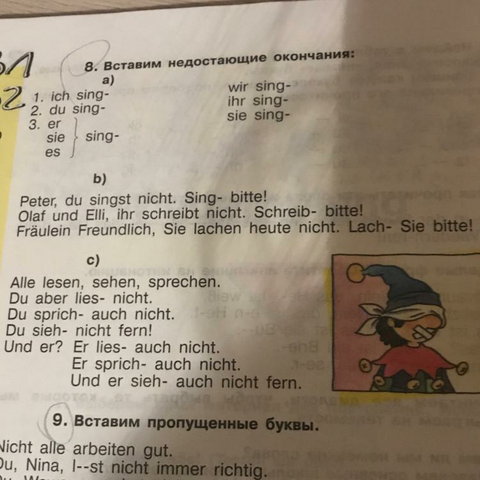 8. Вставим недостающие окончания:
a)
1. ich sing-
2. du sing-
3. er
sie
es
sing-
wir sing-
ihr sing-
sie sing-
b)
Peter, du singst nicht. Sing- bitte!
Olaf und Elli, ihr schreibt nicht. Schreib- bitte!
Fräulein Freundlich, Sie lachen heute nicht. Lach- Sie bitte!
c)
Alle lesen, sehen, sprechen.
Du aber lies- nicht.
Du sprich- auch nicht.
Du sieh- nicht fern!
Und er? Er lies- auch nicht.
Er sprich- auch nicht.
Und er sieh- auch nicht fern.
9. Вставим пропущенные буквы.
Nicht alle arbeiten gut.
Du, Nina, l--st nicht immer richtig.